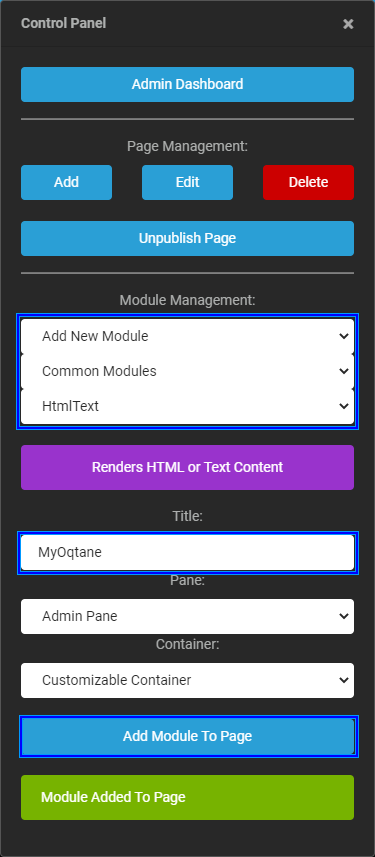 Control Panel ×
Admin Dashboard
Page Management:
Add Edit Delete
Unpublish Page
Module Management:
Add New Module
Common Modules
HtmlText
Renders HTML or Text Content
Title:
MyOqtane
Pane:
Admin Pane
Container:
Customizable Container
Add Module To Page
Module Added To Page